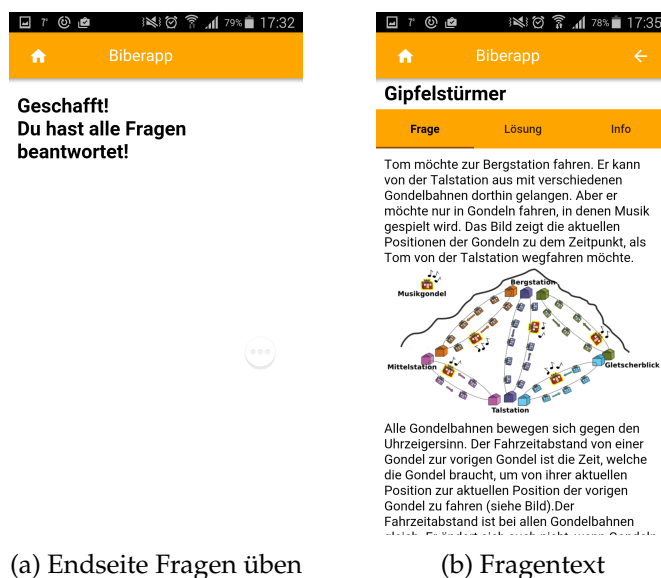 7° 79% 17:32
Biberapp
Geschafft!
Du hast alle Fragen
beantwortet!
(a) Endseite Fragen üben
7° 78% 17:35
Biberapp
Gipfelstürmer
Frage Lösung Info
Tom möchte zur Bergstation fahren. Er kann
von der Talstation aus mit verschiedenen
Gondelbahnen dorthin gelangen. Aber er
möchte nur in Gondeln fahren, in denen Musik
gespielt wird. Das Bild zeigt die aktuellen
Positionen der Gondeln zu dem Zeitpunkt, als
Tom von der Talstation wegfahren möchte.
Musikgondel
Bergstation
Mittelstation
Gletscherblick
Talstation
Alle Gondelbahnen bewegen sich gegen den
Uhrzeigersinn. Der Fahrzeitabstand von einer
Gondel zur vorigen Gondel ist die Zeit, welche
die Gondel braucht, um von ihrer aktuellen
Position zur aktuellen Position der vorigen
Gondel zu fahren (siehe Bild).Der
Fahrzeitabstand ist bei allen Gondelbahnen
(b) Fragentext